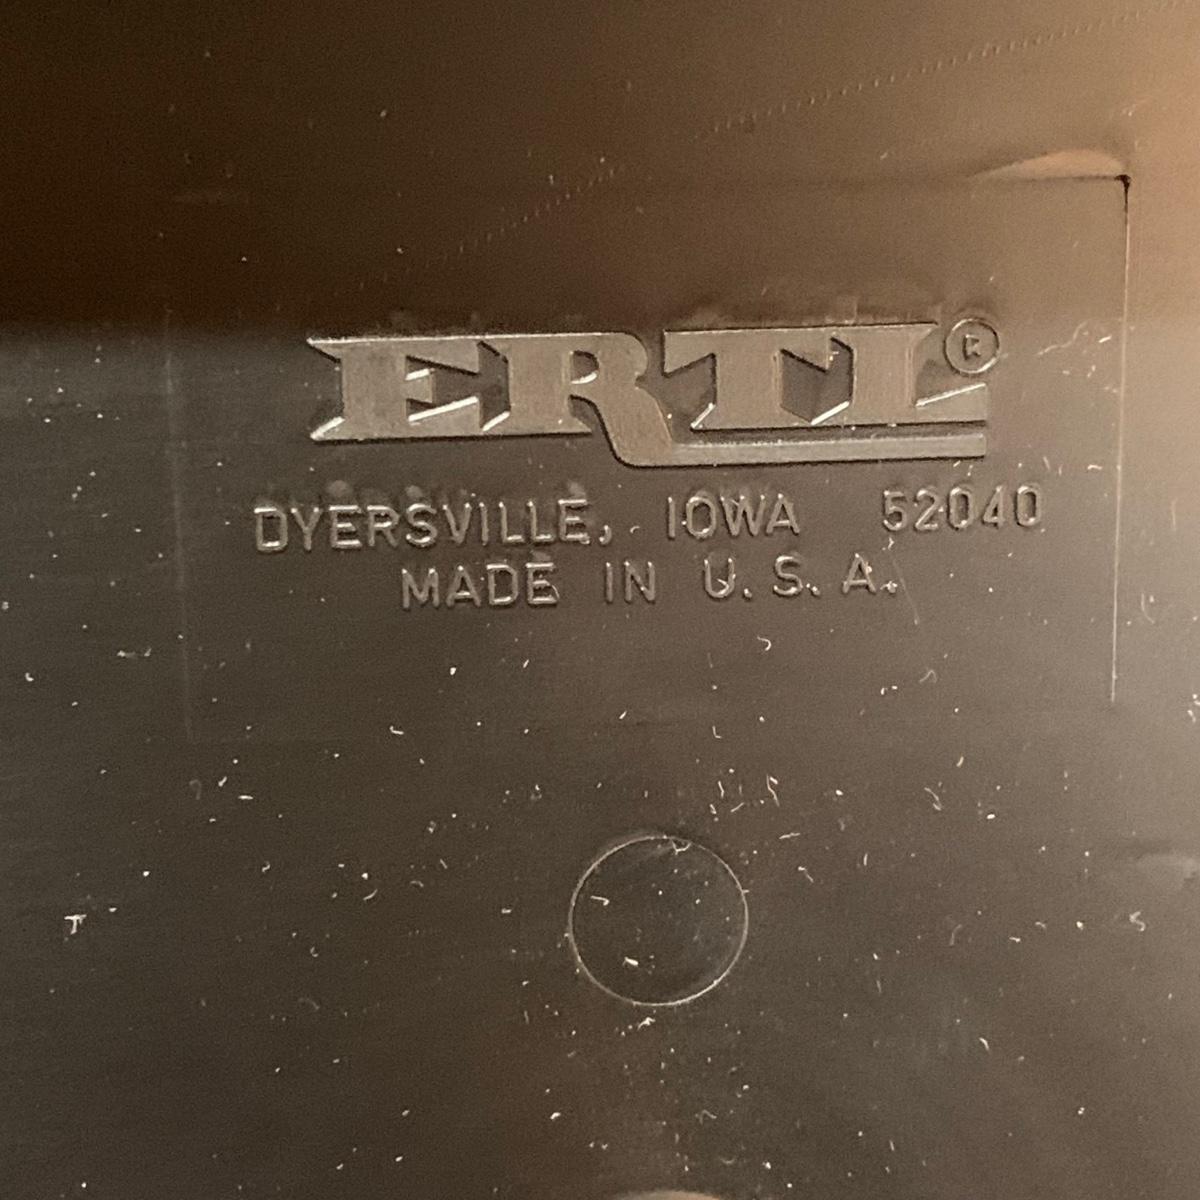 ERTL®
DYERSVILLE, IOWA 52040
MADE IN U.S.A.